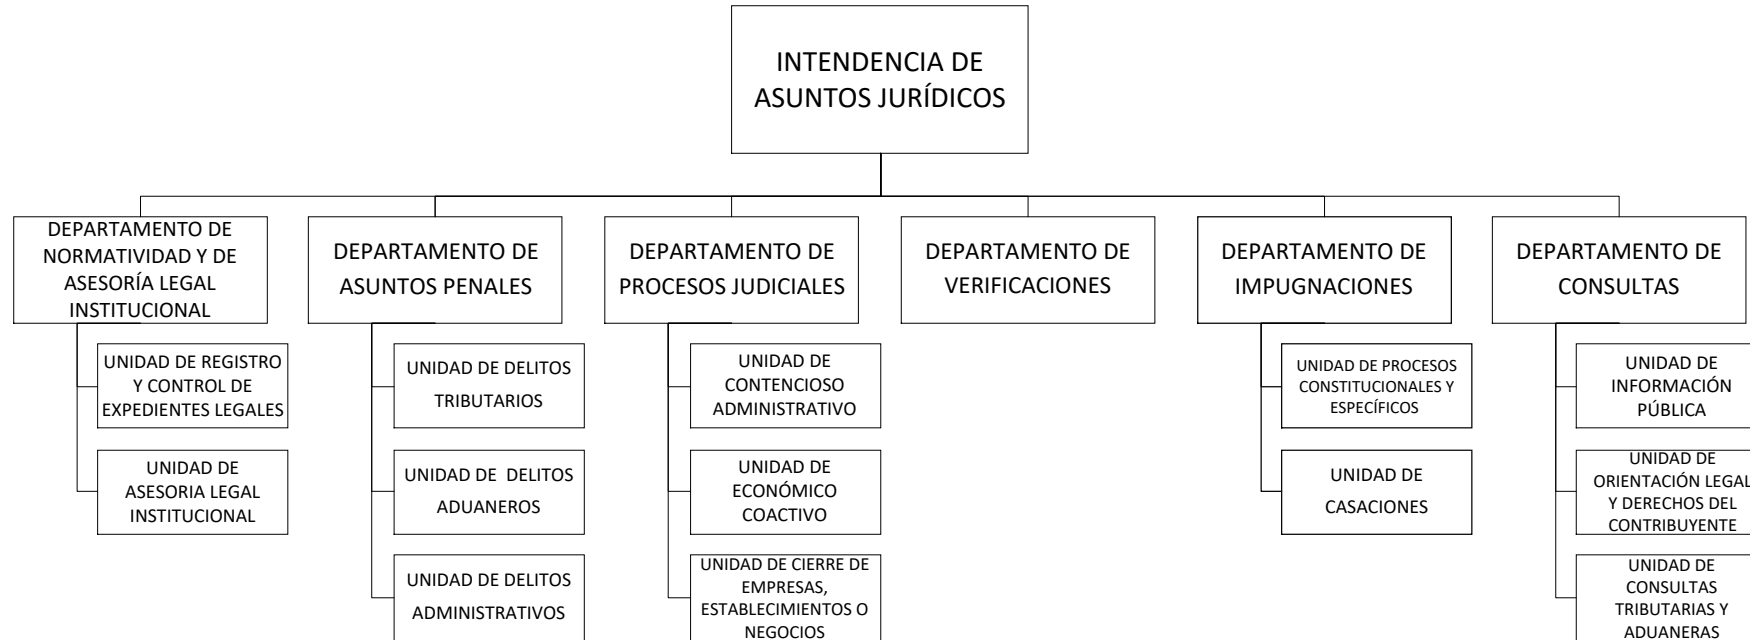 INTENDENCIA DE
ASUNTOS JURÍDICOS
DEPARTAMENTO DE
NORMATIVIDAD Y DE
ASESORÍA LEGAL
INSTITUCIONAL
DEPARTAMENTO DE
ASUNTOS PENALES
DEPARTAMENTO DE
PROCESOS JUDICIALES
DEPARTAMENTO DE
VERIFICACIONES
DEPARTAMENTO DE
IMPUGNACIONES
DEPARTAMENTO DE
CONSULTAS
UNIDAD DE REGISTRO
Y CONTROL DE
EXPEDIENTES LEGALES
UNIDAD DE
ASESORIA LEGAL
INSTITUCIONAL
UNIDAD DE DELITOS
TRIBUTARIOS
UNIDAD DE DELITOS
ADUANEROS
UNIDAD DE DELITOS
ADMINISTRATIVOS
UNIDAD DE
CONTENCIOSO
ADMINISTRATIVO
UNIDAD DE
ECONÓMICO
COACTIVO
UNIDAD DE CIERRE DE
EMPRESAS,
ESTABLECIMIENTOS O
NEGOCIOS
UNIDAD DE PROCESOS
CONSTITUCIONALES Y
ESPECÍFICOS
UNIDAD DE
CASACIONES
UNIDAD DE
INFORMACIÓN
PÚBLICA
UNIDAD DE
ORIENTACIÓN LEGAL
Y DERECHOS DEL
CONTRIBUYENTE
UNIDAD DE
CONSULTAS
TRIBUTARIAS Y
ADUANERAS